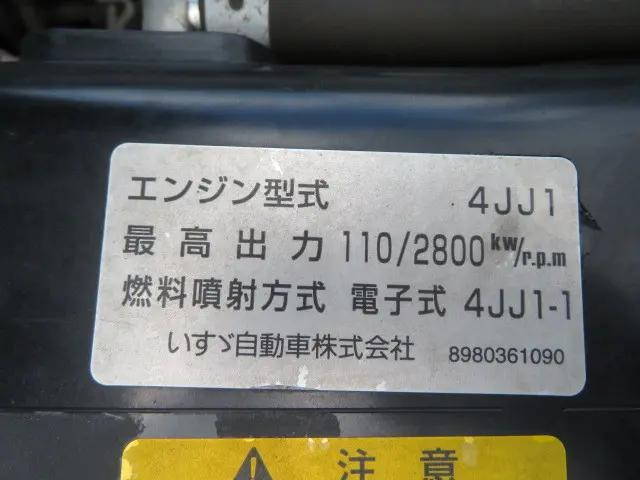 エンジン型式 4JJ1
最高出力 110/2800 kw/r.p.m
燃料噴射方式 電子式 4JJ1-1
いすゞ自動車株式会社 8980361090
注意